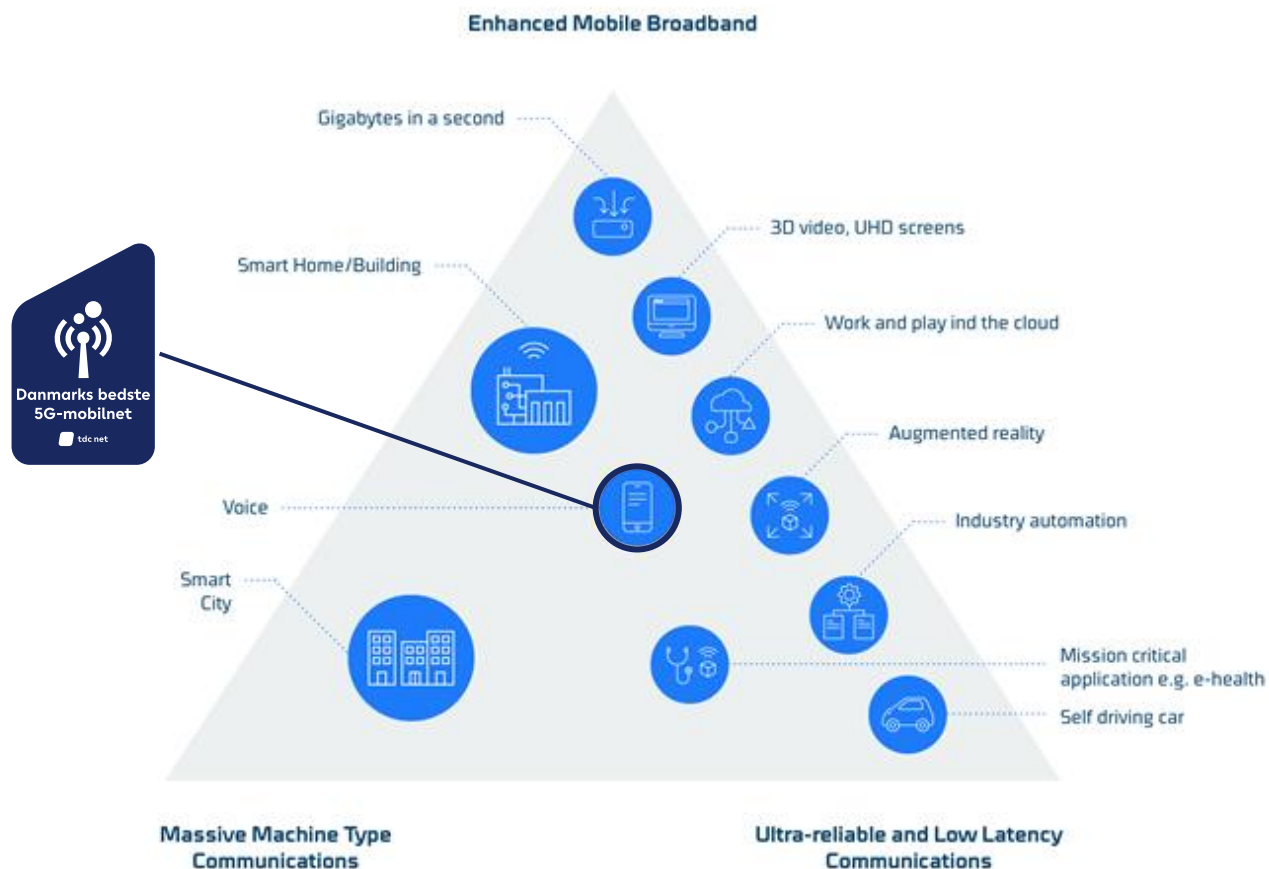 Enhanced Mobile Broadband
Gigabytes in a second
3D video, UHD screens
Smart Home/Building
Work and play ind the cloud
Danmarks bedste
5G-mobilnet
tdc net
Augmented reality
Voice
Industry automation
Smart
City
Mission critical
application e.g. e-health
Self driving car
Massive Machine Type
Communications
Ultra-reliable and Low Latency
Communications